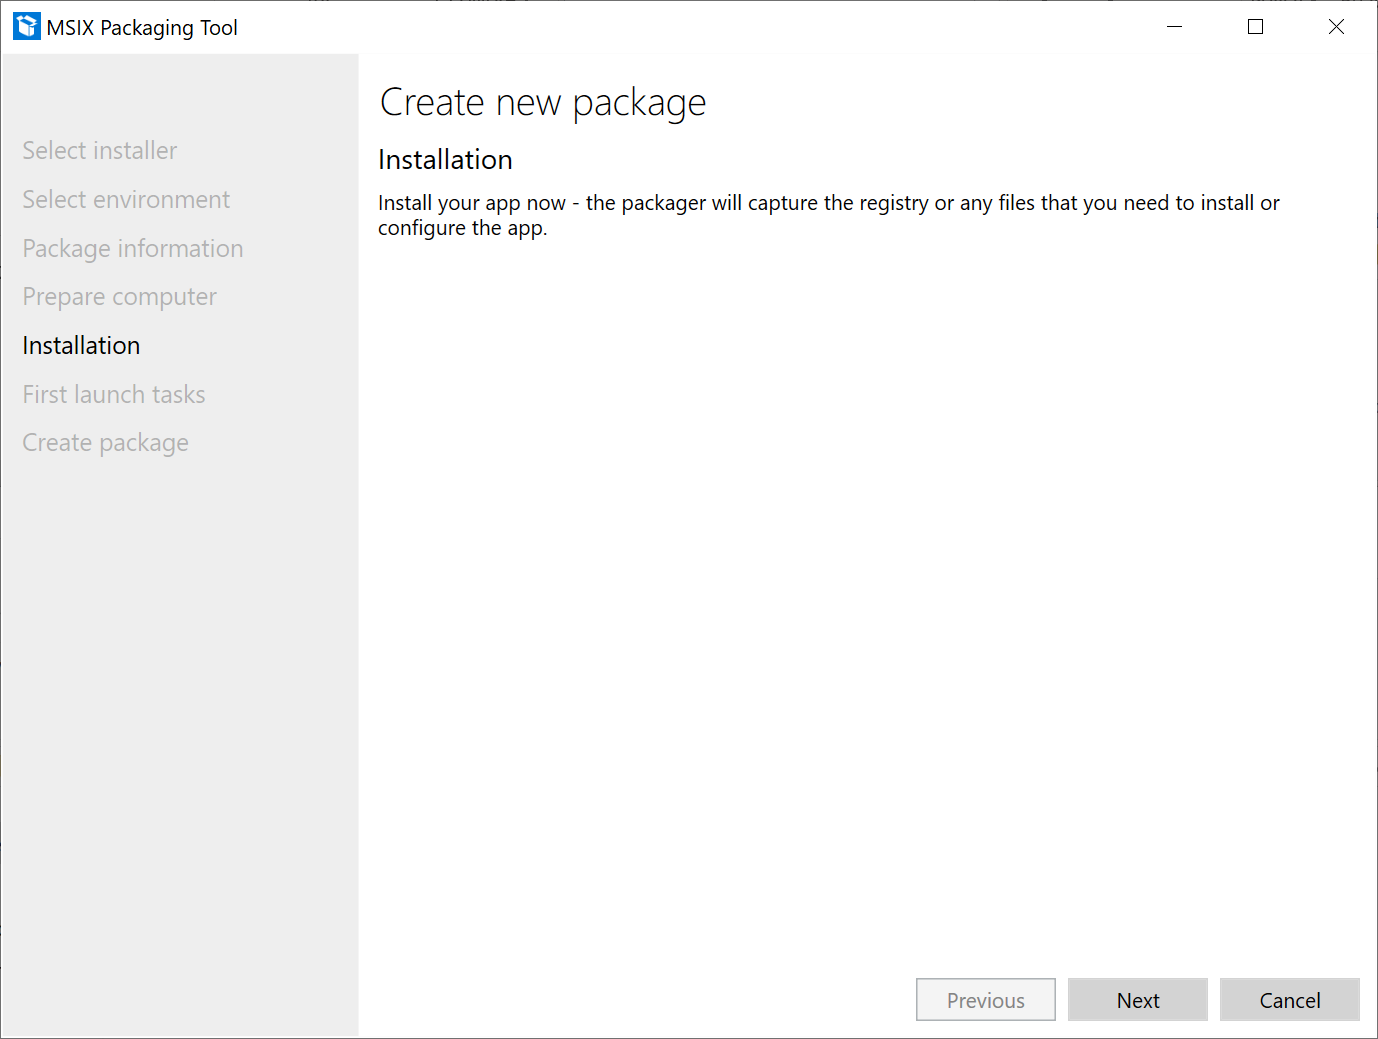 MSIX Packaging Tool
Select installer
Select environment
Package information
Prepare computer
Installation
First launch tasks
Create package
Create new package
Installation
Install your app now - the packager will capture the registry or any files that you need to install or
configure the app.
Previous
Next
Cancel